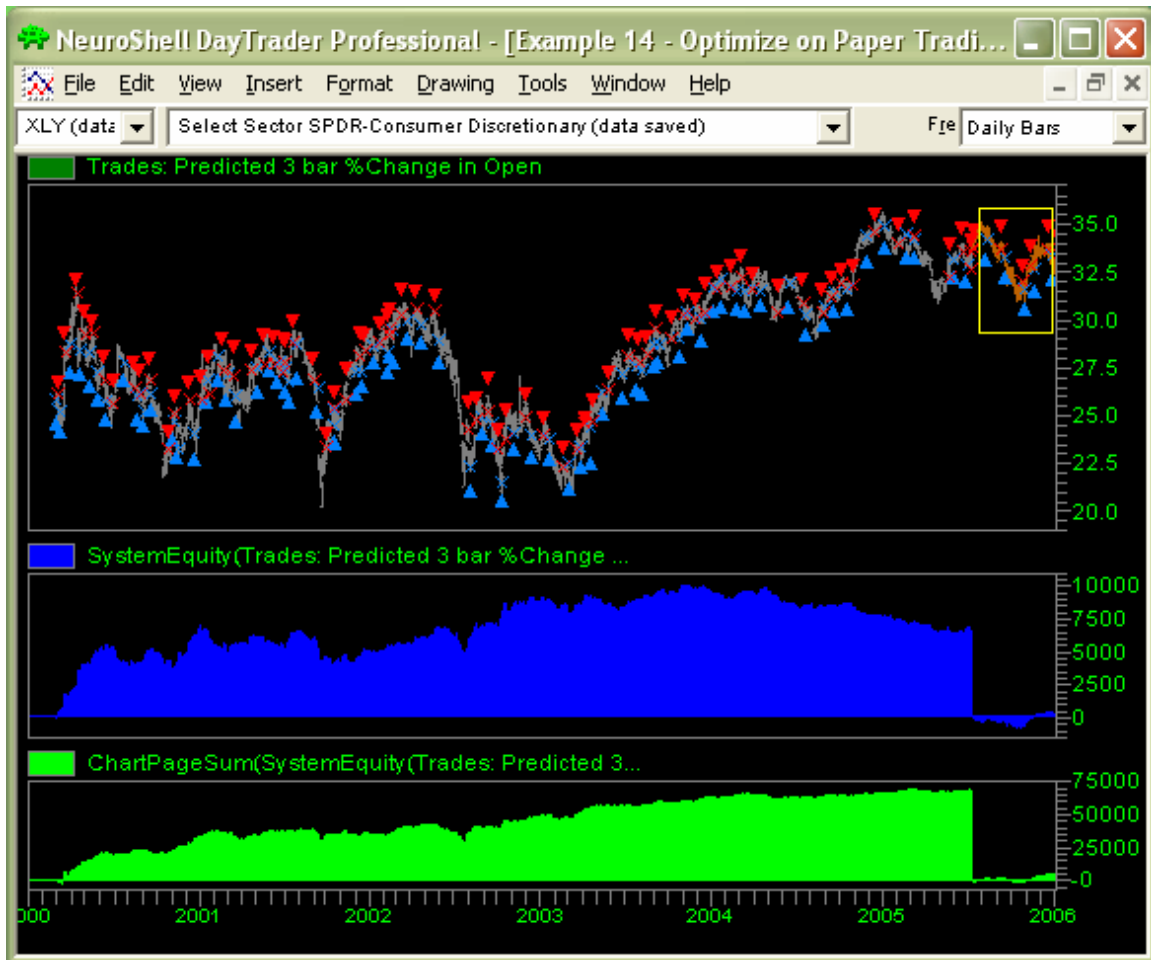 NeuroShell DayTrader Professional - [Example 14 - Optimize on Paper Tradi...
File Edit View Insert Format Drawing Tools Window Help
XLY (data Select Sector SPDR-Consumer Discretionary (data saved) Fre Daily Bars
Trades: Predicted 3 bar %Change in Open
35.0
32.5
30.0
27.5
25.0
22.5
20.0
SystemEquity(Trades: Predicted 3 bar %Change ...
10000
7500
5000
2500
0
ChartPageSum(SystemEquity(Trades: Predicted 3...
75000
50000
25000
0
000 2001 2002 2003 2004 2005 2006